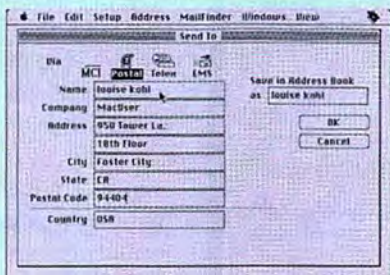 File Edit Setup Address MailFinder Windows View
Send To
Via
MCI Postal Telex EMS
Save in Address Book
as louise kohl
Name louise kohl
Company MacUser
Address 950 Tower La.
18th Floor
City Foster City
State CA
Postal Code 94404
Country USA
OK
Cancel